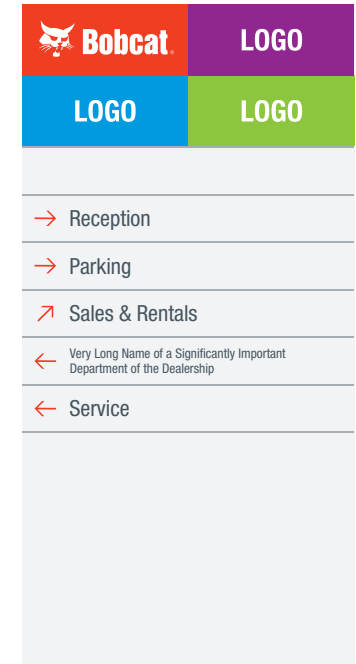 Bobcat.
LOGO
LOGO
LOGO
Reception
Parking
Sales & Rentals
Very Long Name of a Significantly Important
Department of the Dealership
Service